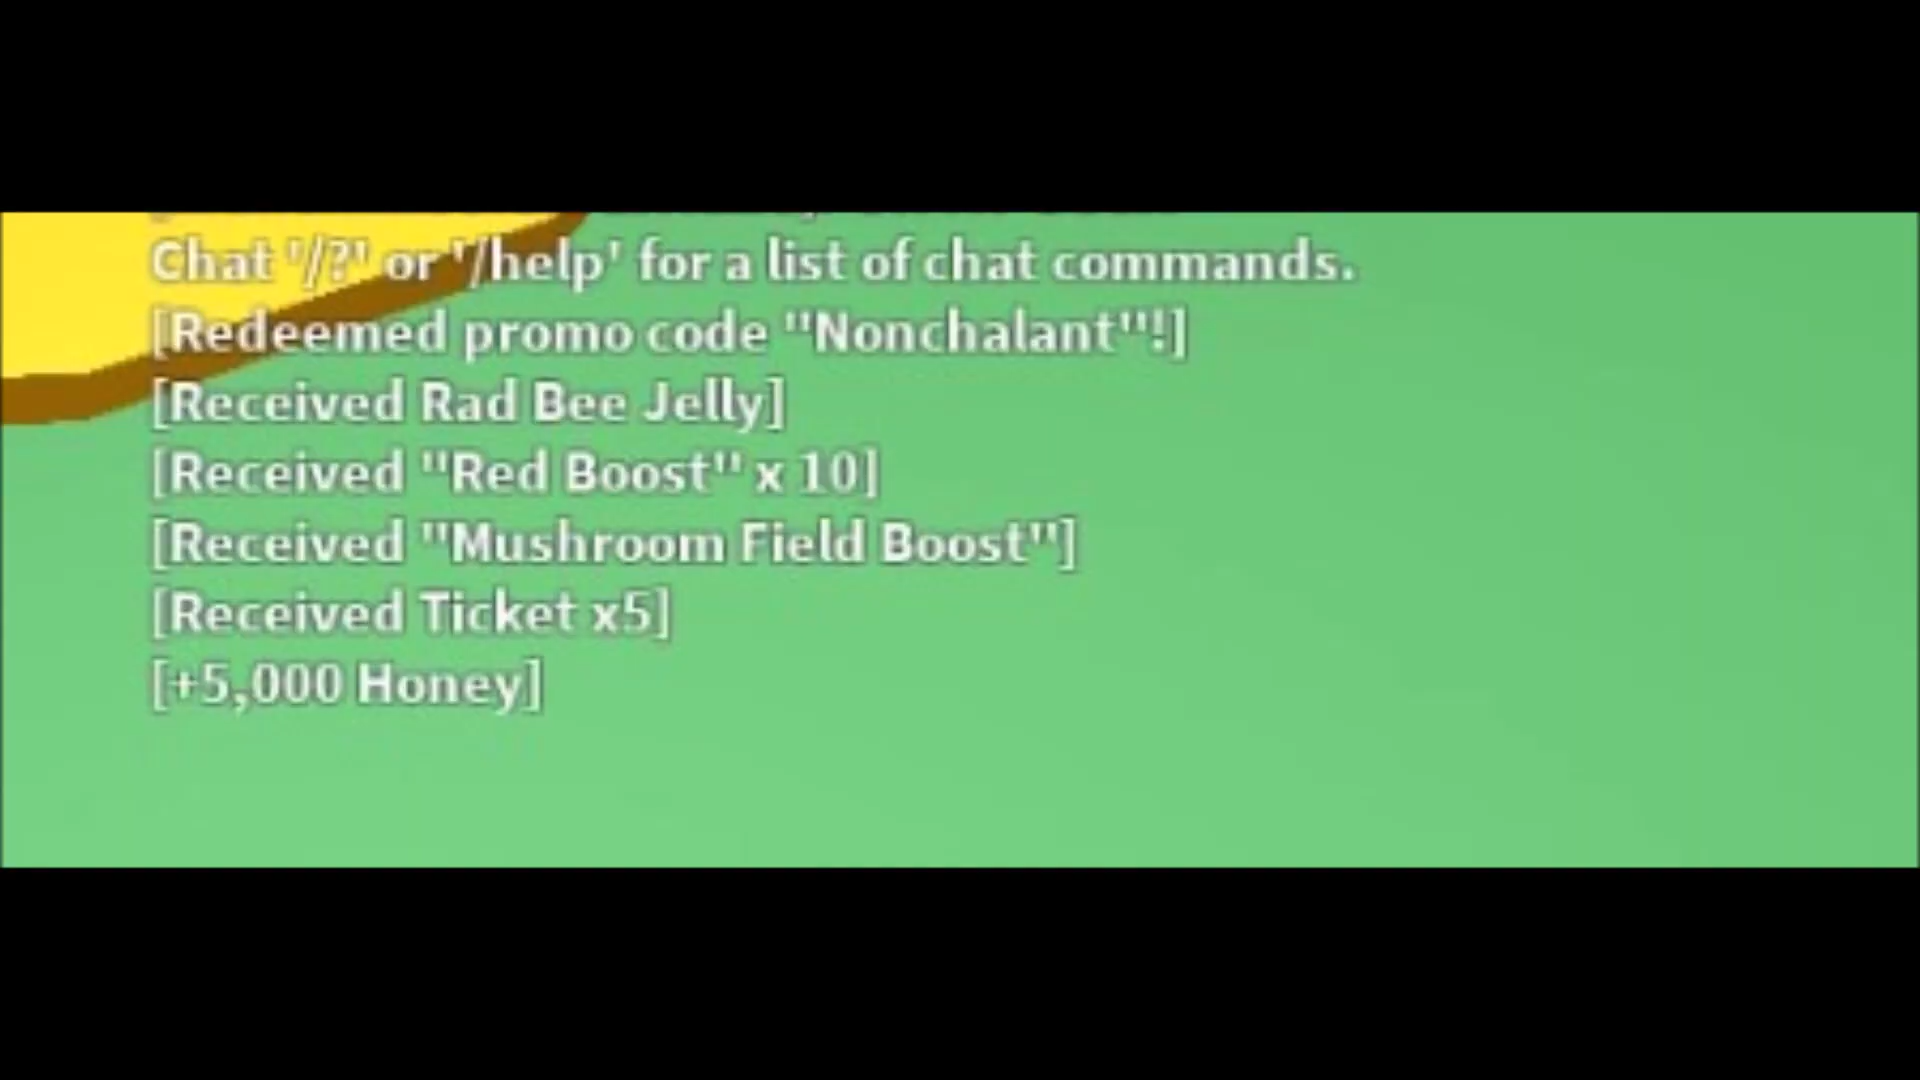 Chat '/?' or '/help' for a list of chat commands.
[Redeemed promo code "Nonchalant"!]
[Received Rad Bee Jelly]
[Received "Red Boost" x 10]
[Received "Mushroom Field Boost"]
[Received Ticket x5]
[+5,000 Honey]